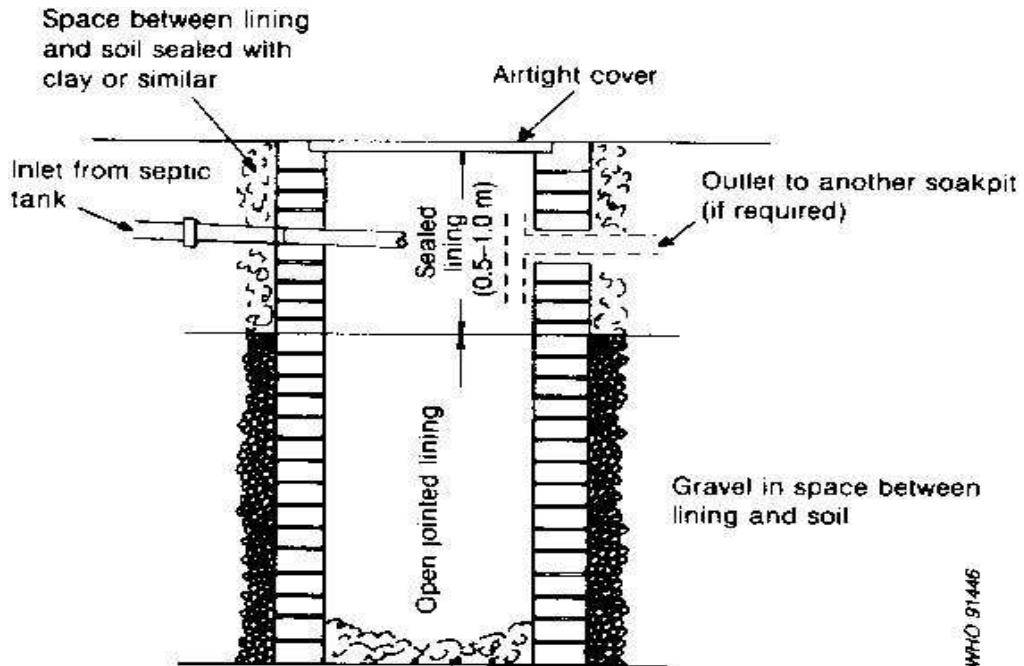 Space between lining
and soil sealed with
clay or similar
Airtight cover
Inlet from septic
tank
Outlet to another soakpit
(if required)
Sealed
lining
(0.5–1.0 m)
Open jointed lining
Gravel in space between
lining and soil
WHO 91446